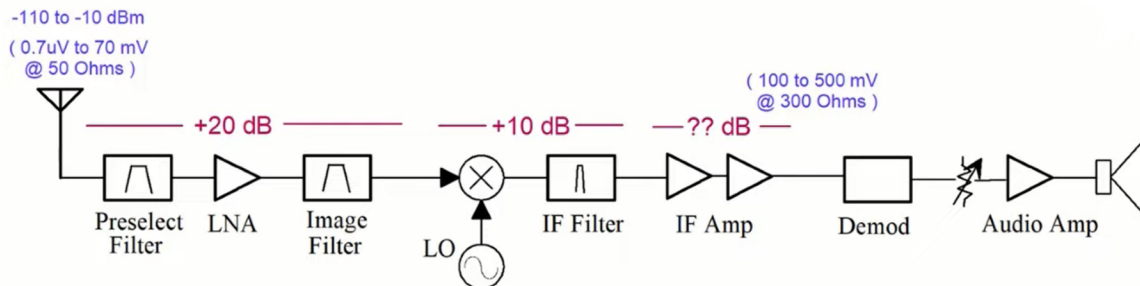 -110 to -10 dBm
( 0.7uV to 70 mV
@ 50 Ohms )
( 100 to 500 mV
@ 300 Ohms )
+20 dB
+10 dB
?? dB
Preselect
Filter
LNA
Image
Filter
LO
IF Filter
IF Amp
Demod
Audio Amp